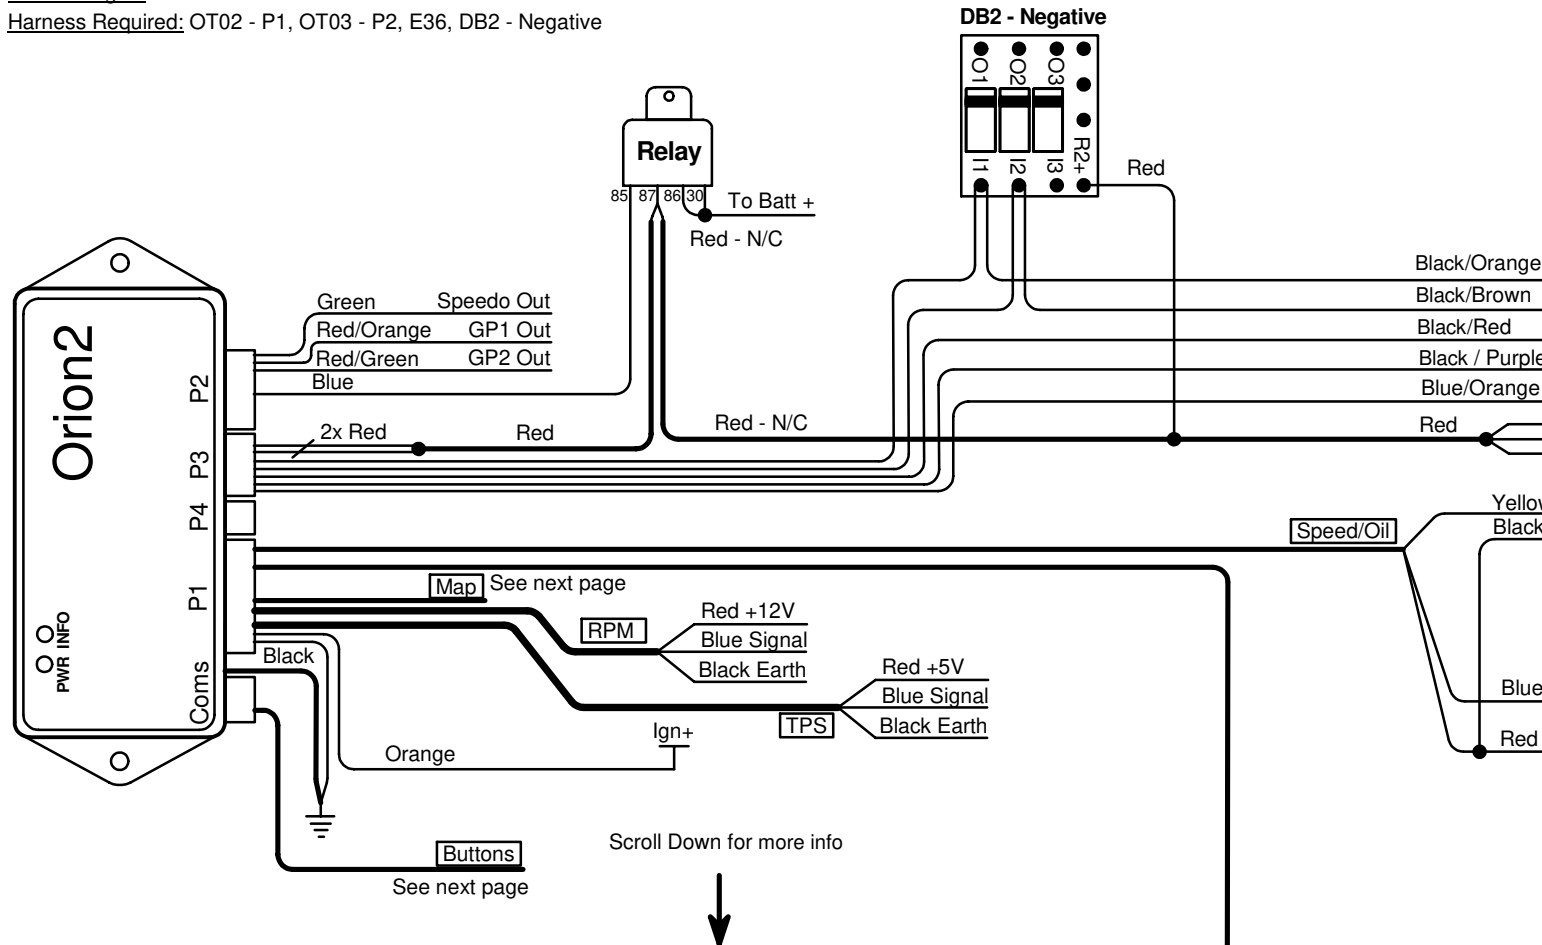 Harness Required: OT02 - P1, OT03 - P2, E36, DB2 - Negative
DB2 - Negative
O1 O2 O3
I1 I2 I3 R2+
Red
Relay
85 87 86 30
To Batt +
Red - N/C
Black/Orange
Black/Brown
Black/Red
Black / Purple
Blue/Orange
Red
Green Speedo Out
Red/Orange GP1 Out
Red/Green GP2 Out
Blue
2x Red
Red
Red - N/C
Orion2
P2
P3
P4
P1
Coms
PWR INFO
Speed/Oil
Yellow
Black
Blue
Red
Map See next page
RPM
Red +12V
Blue Signal
Black Earth
TPS
Red +5V
Blue Signal
Black Earth
Black
Orange
Ign+
Buttons
See next page
Scroll Down for more info